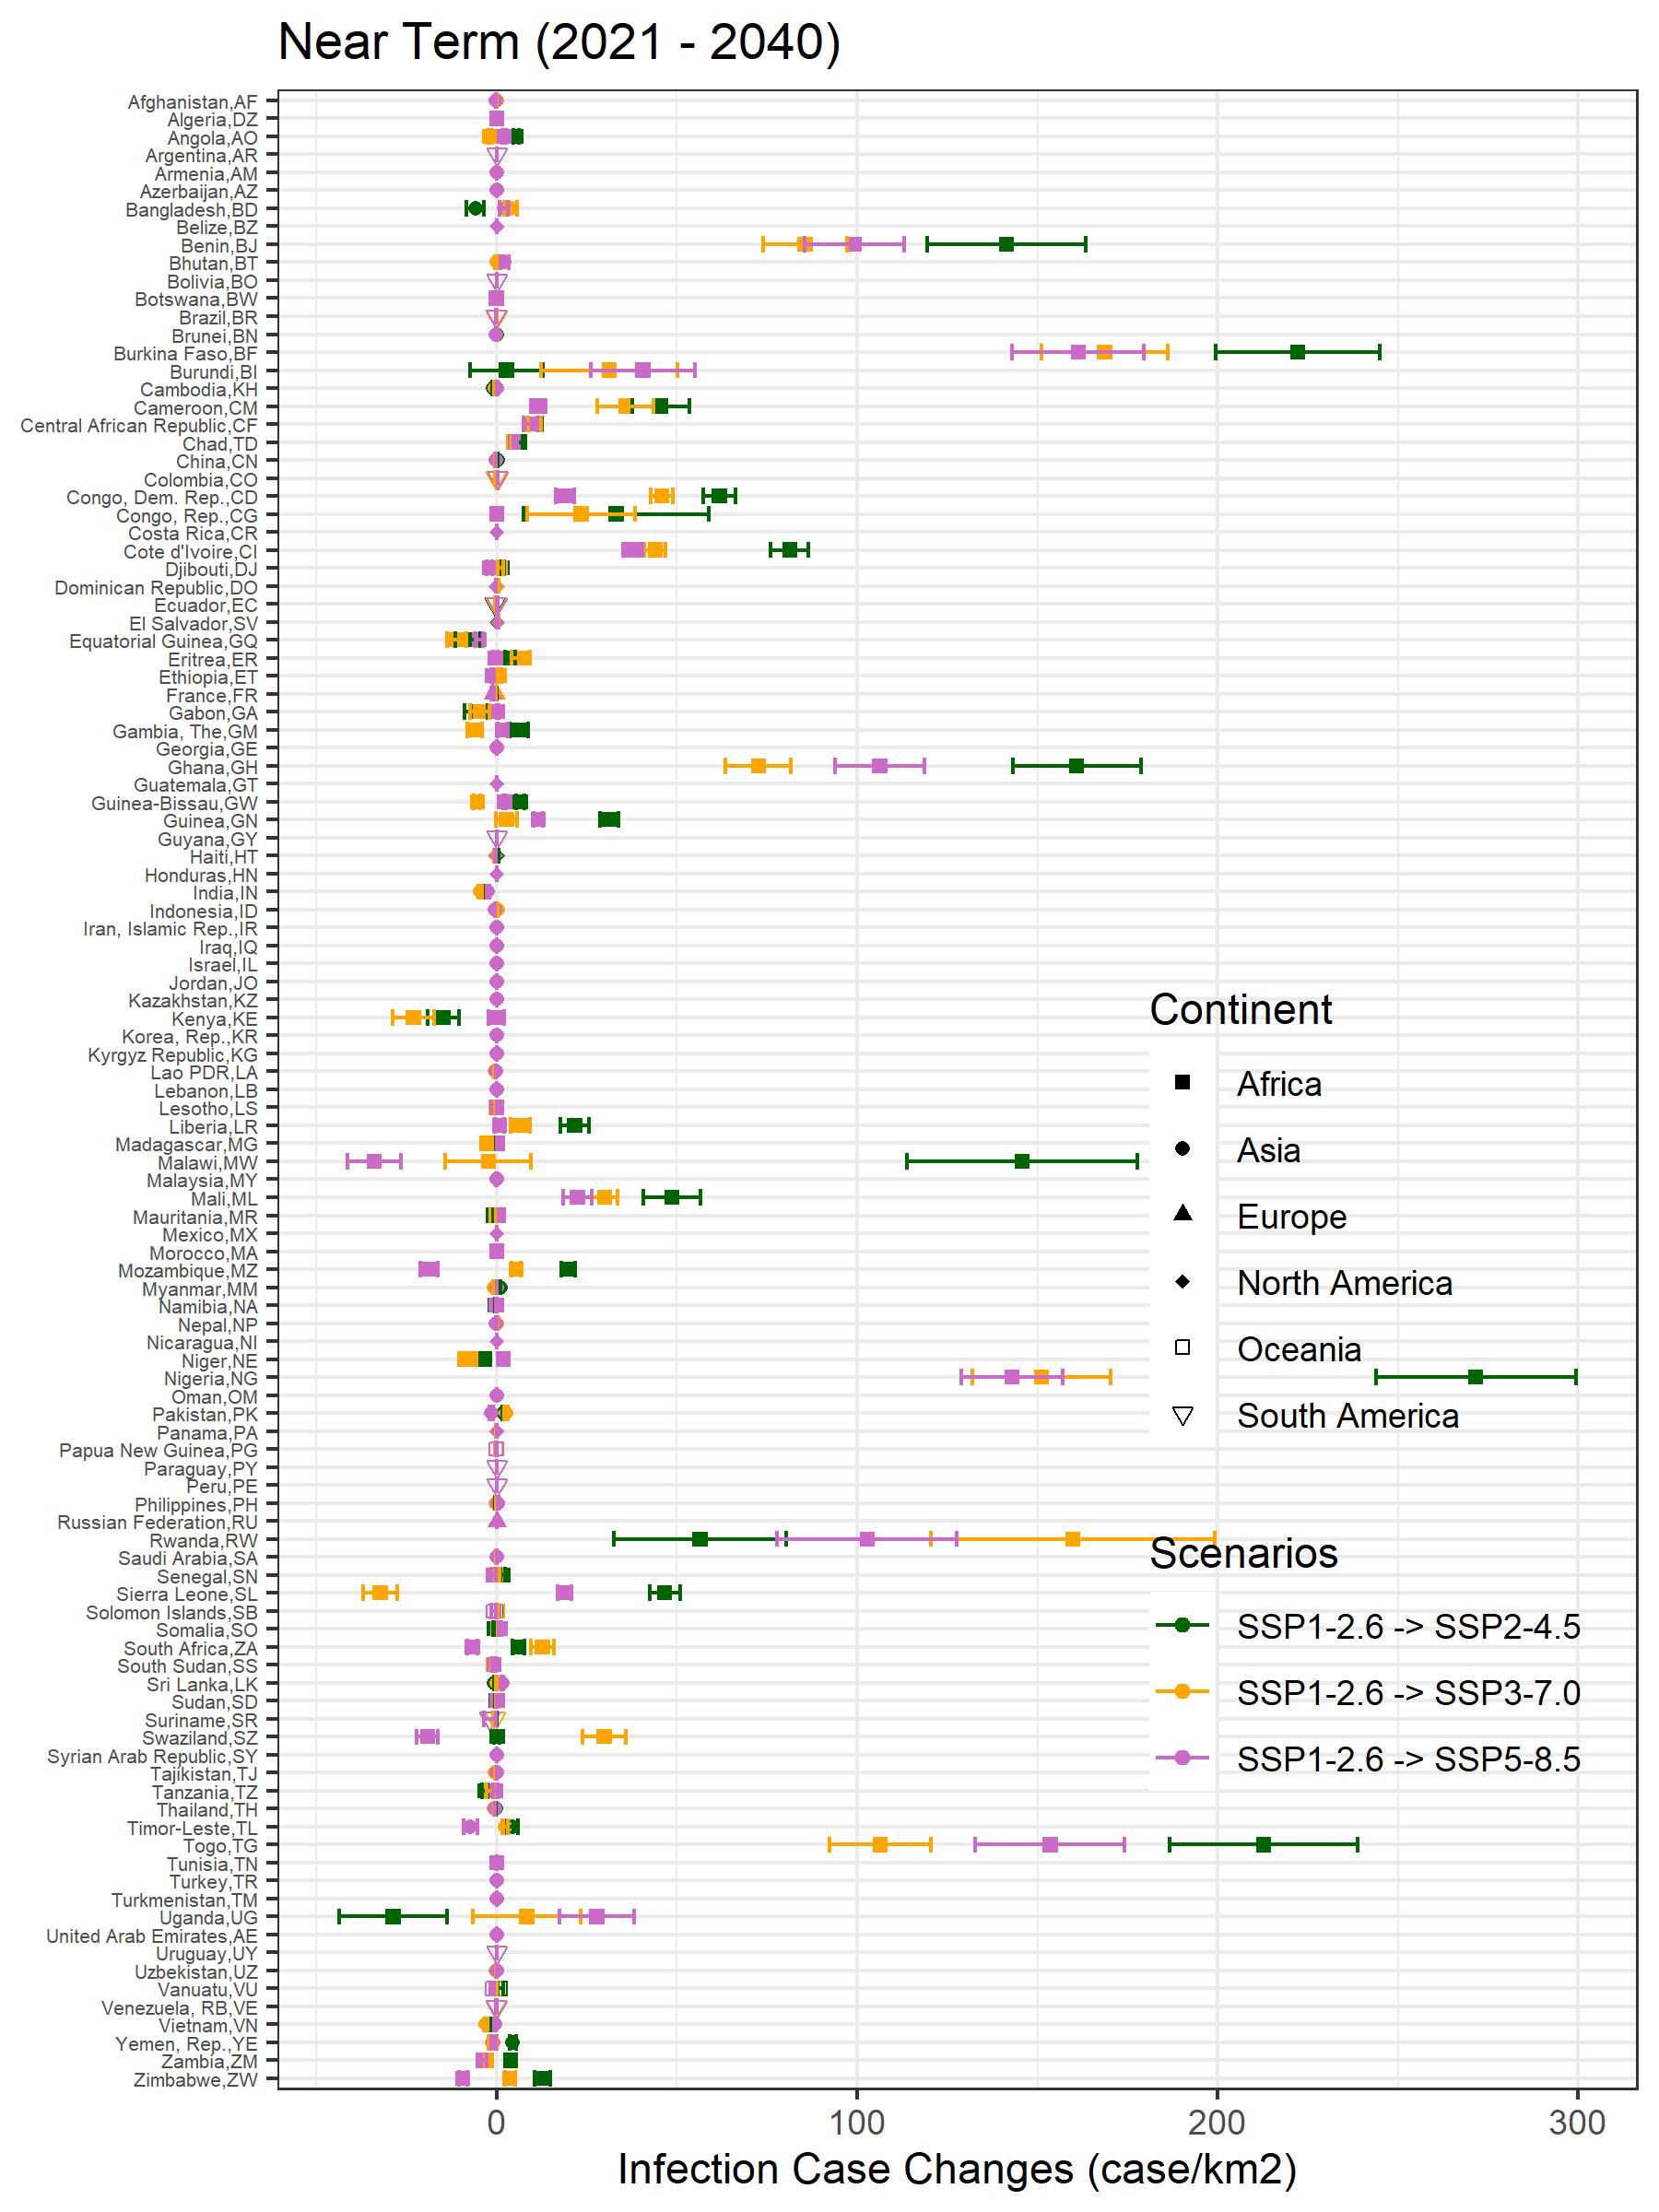 Near Term (2021 - 2040)
Afghanistan,AF
Algeria,DZ
Angola,AO
Argentina,AR
Armenia,AM
Azerbaijan,AZ
Bangladesh,BD
Belize,BZ
Benin,BJ
Bhutan,BT
Bolivia,BO
Botswana,BW
Brazil,BR
Brunei,BN
Burkina Faso,BF
Burundi,BI
Cambodia,KH
Cameroon,CM
Central African Republic,CF
Chad,TD
China,CN
Colombia,CO
Congo, Dem. Rep.,CD
Congo, Rep.,CG
Costa Rica,CR
Cote d'Ivoire,CI
Djibouti,DJ
Dominican Republic,DO
Ecuador,EC
El Salvador,SV
Equatorial Guinea,GQ
Eritrea,ER
Ethiopia,ET
France,FR
Gabon,GA
Gambia, The,GM
Georgia,GE
Ghana,GH
Guatemala,GT
Guinea-Bissau,GW
Guinea,GN
Guyana,GY
Haiti,HT
Honduras,HN
India,IN
Indonesia,ID
Iran, Islamic Rep.,IR
Iraq,IQ
Israel,IL
Jordan,JO
Kazakhstan,KZ
Kenya,KE
Korea, Rep.,KR
Kyrgyz Republic,KG
Lao PDR,LA
Lebanon,LB
Lesotho,LS
Liberia,LR
Madagascar,MG
Malawi,MW
Malaysia,MY
Mali,ML
Mauritania,MR
Mexico,MX
Morocco,MA
Mozambique,MZ
Myanmar,MM
Namibia,NA
Nepal,NP
Nicaragua,NI
Niger,NE
Nigeria,NG
Oman,OM
Pakistan,PK
Panama,PA
Papua New Guinea,PG
Paraguay,PY
Peru,PE
Philippines,PH
Russian Federation,RU
Rwanda,RW
Saudi Arabia,SA
Senegal,SN
Sierra Leone,SL
Solomon Islands,SB
Somalia,SO
South Africa,ZA
South Sudan,SS
Sri Lanka,LK
Sudan,SD
Suriname,SR
Swaziland,SZ
Syrian Arab Republic,SY
Tajikistan,TJ
Tanzania,TZ
Thailand,TH
Timor-Leste,TL
Togo,TG
Tunisia,TN
Turkey,TR
Turkmenistan,TM
Uganda,UG
United Arab Emirates,AE
Uruguay,UY
Uzbekistan,UZ
Vanuatu,VU
Venezuela, RB,VE
Vietnam,VN
Yemen, Rep.,YE
Zambia,ZM
Zimbabwe,ZW
Continent
Africa
Asia
Europe
North America
Oceania
South America
Scenarios
SSP1-2.6 -> SSP2-4.5
SSP1-2.6 -> SSP3-7.0
SSP1-2.6 -> SSP5-8.5
0 100 200 300
Infection Case Changes (case/km2)